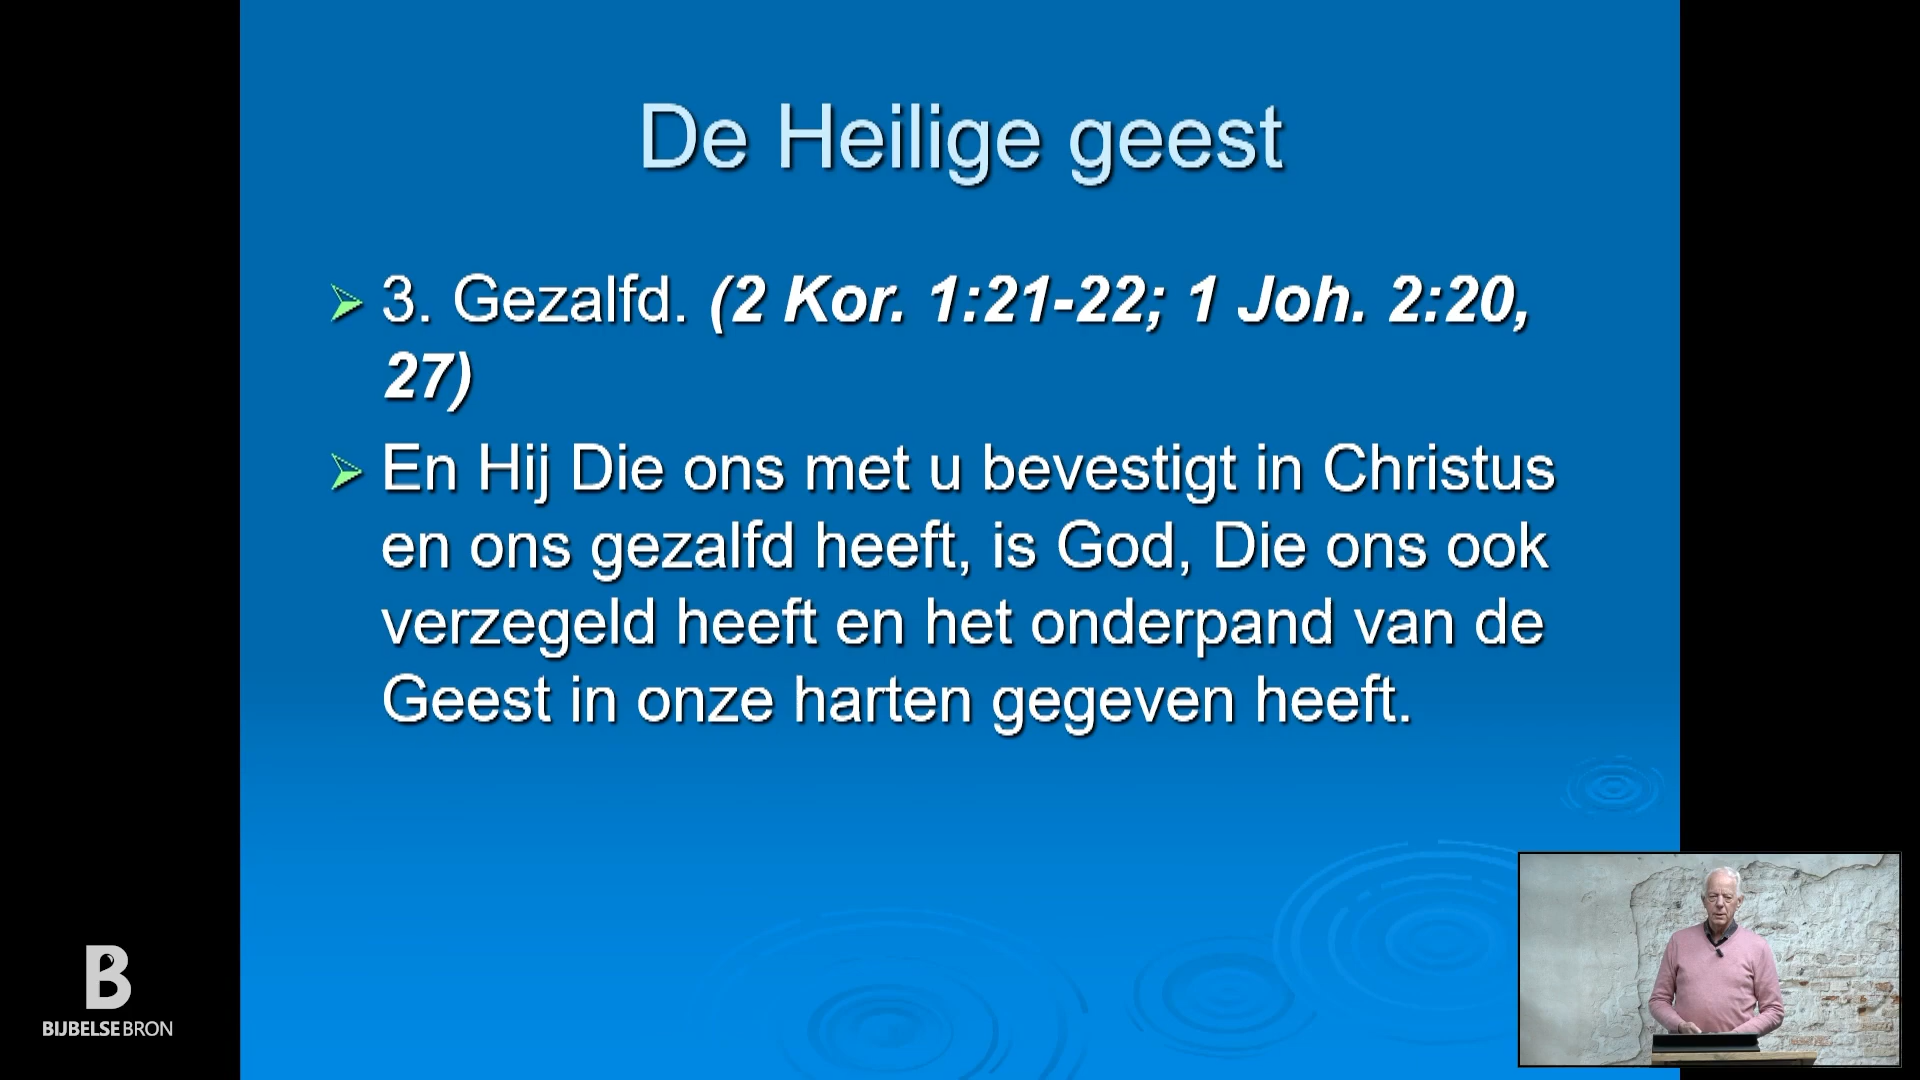 De Heilige geest
3. Gezalfd. (2 Kor. 1:21-22; 1 Joh. 2:20,
27)
En Hij Die ons met u bevestigt in Christus
en ons gezalfd heeft, is God, Die ons ook
verzegeld heeft en het onderpand van de
Geest in onze harten gegeven heeft.
B
BIJBELSE BRON